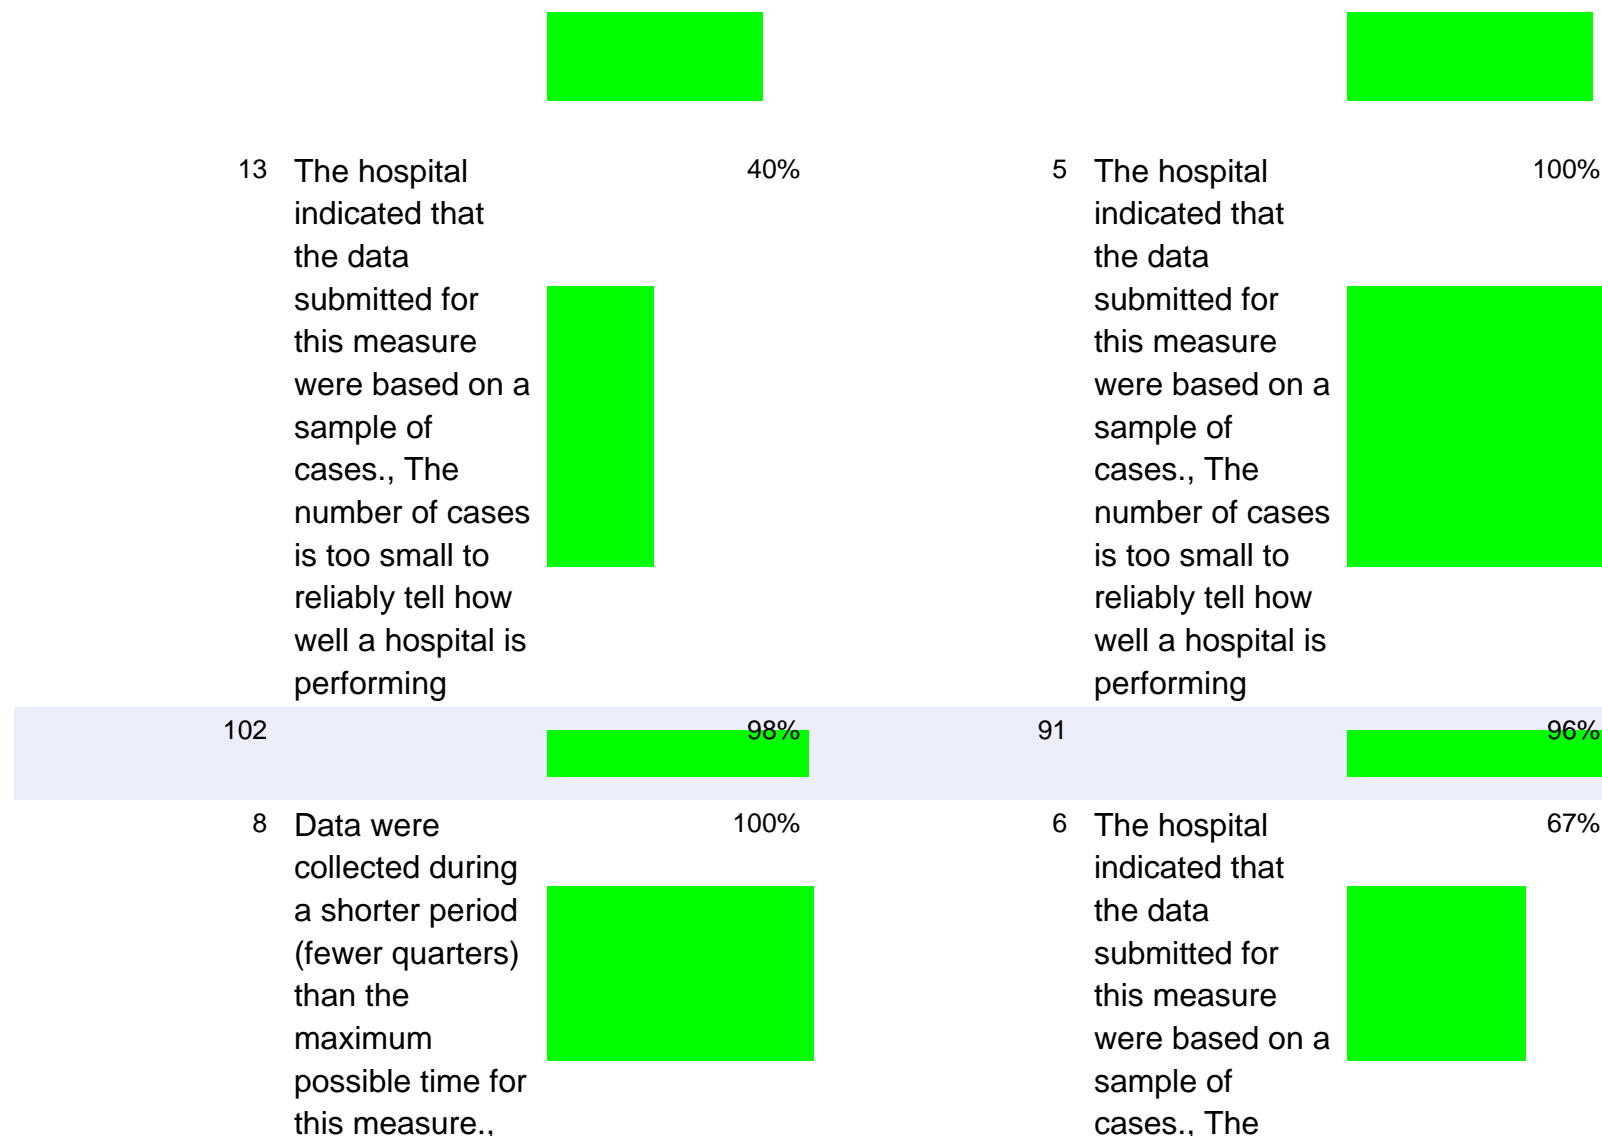 13 The hospital 40% 5 The hospital 100%
indicated that indicated that
the data the data
submitted for submitted for
this measure this measure
were based on a were based on a
sample of sample of
cases., The cases., The
number of cases number of cases
is too small to is too small to
reliably tell how reliably tell how
well a hospital is well a hospital is
performing performing
102 98% 91 96%
8 Data were 100% 6 The hospital 67%
collected during indicated that
a shorter period the data
(fewer quarters) submitted for
than the this measure
maximum were based on a
possible time for sample of
this measure., cases., The